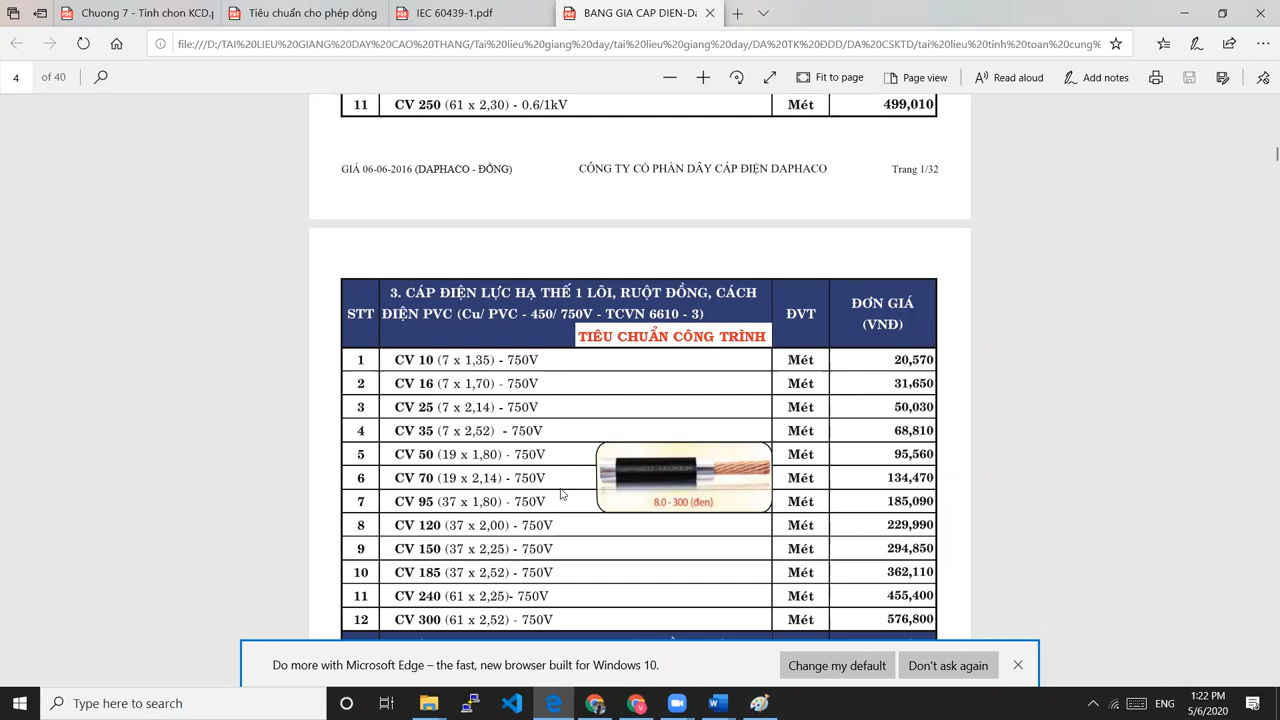 Chuong 7 - Tinh chon KCD.p
Tiêu chuẩn cho phép dòng
IEC 60439-1.pdf
BANG GIA CAP DIEN-Da
file:///D:/TAI%20LIEU%20GIANG%20DAY%20CAO%20THANG/Tai%20lieu%20giang%20day/tai%20lieu%20giang%20day/DA%20TK%20ĐDD/DA%20CSKTD/tai%20lieu%20tinh%20toan%20cung%
4 of 40
Fit to page
Page view
Read aloud
Add notes
11 CV 250 (61 x 2,30) - 0.6/1kV Mét 499,010
GIÁ 06-06-2016 (DAPHACO - ĐỒNG) CÔNG TY CỔ PHẦN DÂY CÁP ĐIỆN DAPHACO Trang 1/32
STT 3. CÁP ĐIỆN LỰC HẠ THẾ 1 LÕI, RUỘT ĐỒNG, CÁCH
ĐIỆN PVC (Cu/ PVC - 450/ 750V - TCVN 6610 - 3)
TIÊU CHUẨN CÔNG TRÌNH
ĐVT
ĐƠN GIÁ
(VNĐ)
1 CV 10 (7 x 1,35) - 750V Mét 20,570
2 CV 16 (7 x 1,70) - 750V Mét 31,650
3 CV 25 (7 x 2,14) - 750V Mét 50,030
4 CV 35 (7 x 2,52) - 750V Mét 68,810
5 CV 50 (19 x 1,80) - 750V Mét 95,560
6 CV 70 (19 x 2,14) - 750V Mét 134,470
7 CV 95 (37 x 1,80) - 750V Mét 185,090
8.0 - 300 (đen)
8 CV 120 (37 x 2,00) - 750V Mét 229,990
9 CV 150 (37 x 2,25) - 750V Mét 294,850
10 CV 185 (37 x 2,52) - 750V Mét 362,110
11 CV 240 (61 x 2,25)- 750V Mét 455,400
12 CV 300 (61 x 2,52) - 750V Mét 576,800
Do more with Microsoft Edge – the fast, new browser built for Windows 10.
Change my default
Don't ask again
Type here to search
ENG
1:22 PM
5/6/2020